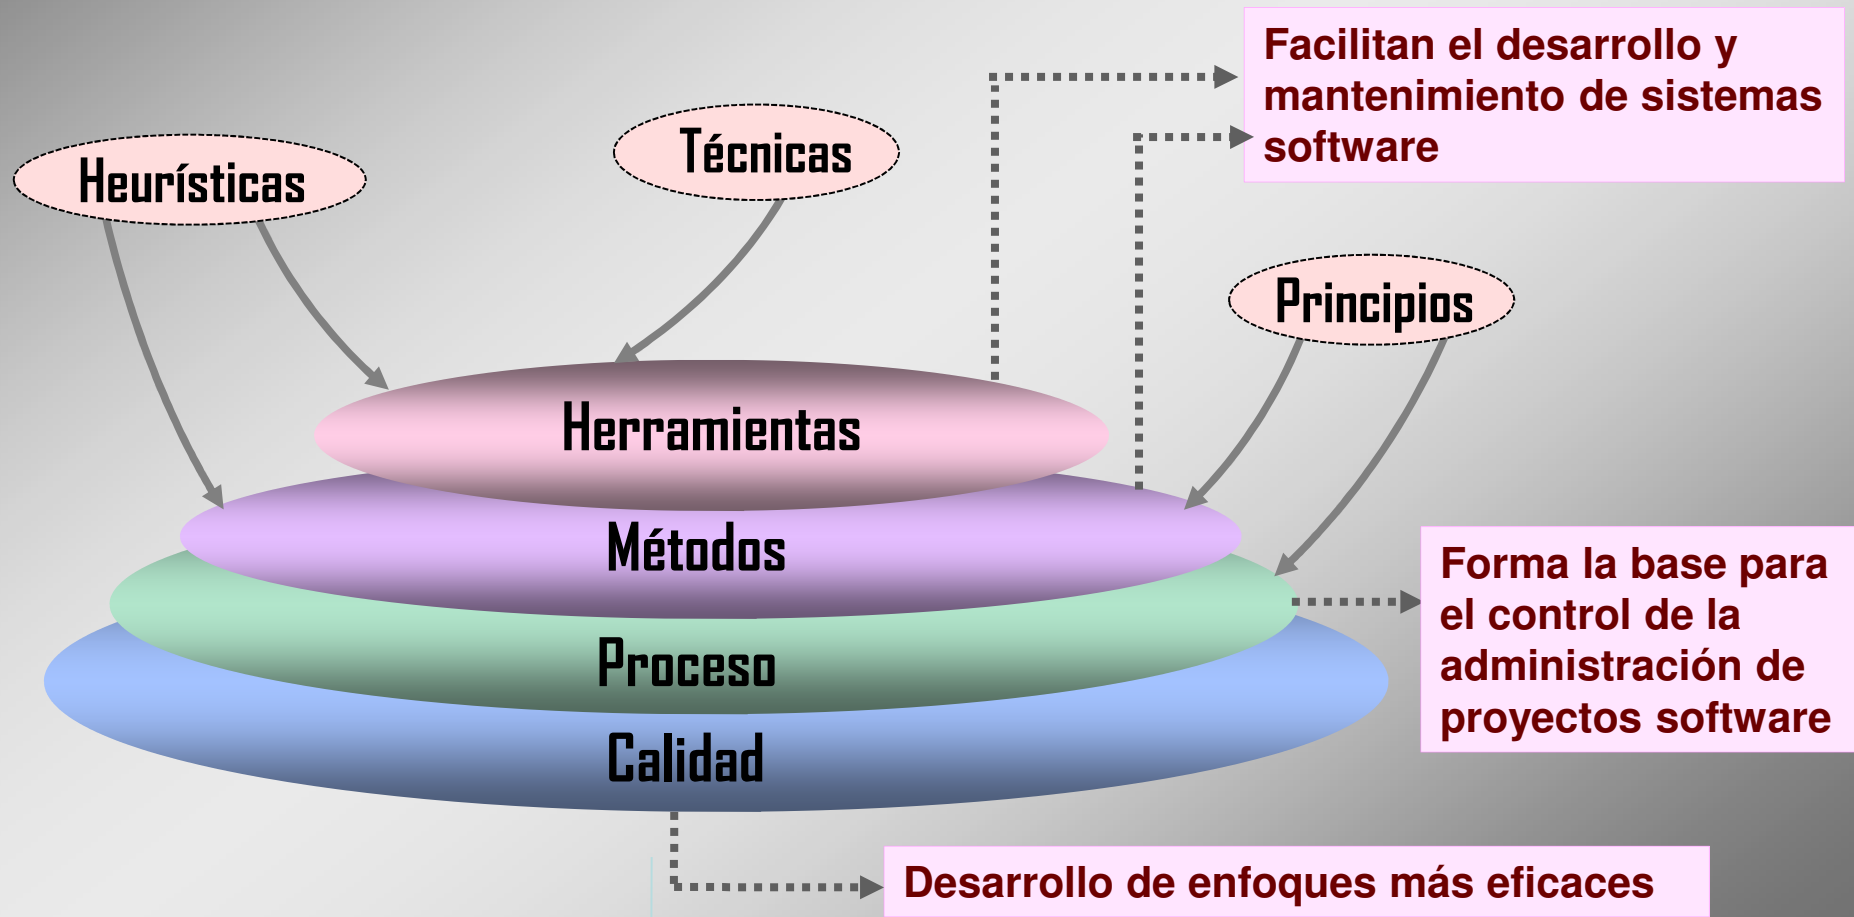 Facilitan el desarrollo y
mantenimiento de sistemas
software
Técnicas
Heurísticas
Principios
Herramientas
Métodos
Forma la base para
el control de la
administración de
proyectos software
Proceso
Calidad
Desarrollo de enfoques más eficaces